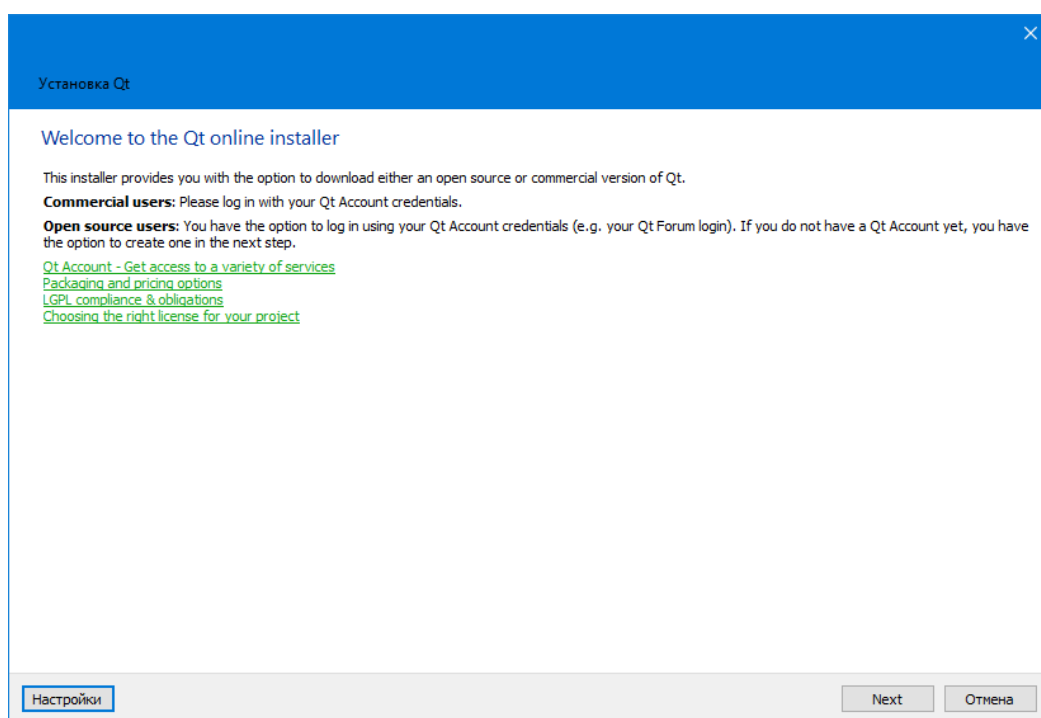 Установка Qt
Welcome to the Qt online installer
This installer provides you with the option to download either an open source or commercial version of Qt.
Commercial users: Please log in with your Qt Account credentials.
Open source users: You have the option to log in using your Qt Account credentials (e.g. your Qt Forum login). If you do not have a Qt Account yet, you have
the option to create one in the next step.
Qt Account - Get access to a variety of services
Packaging and pricing options
LGPL compliance & obligations
Choosing the right license for your project
Настройки
Next
Отмена